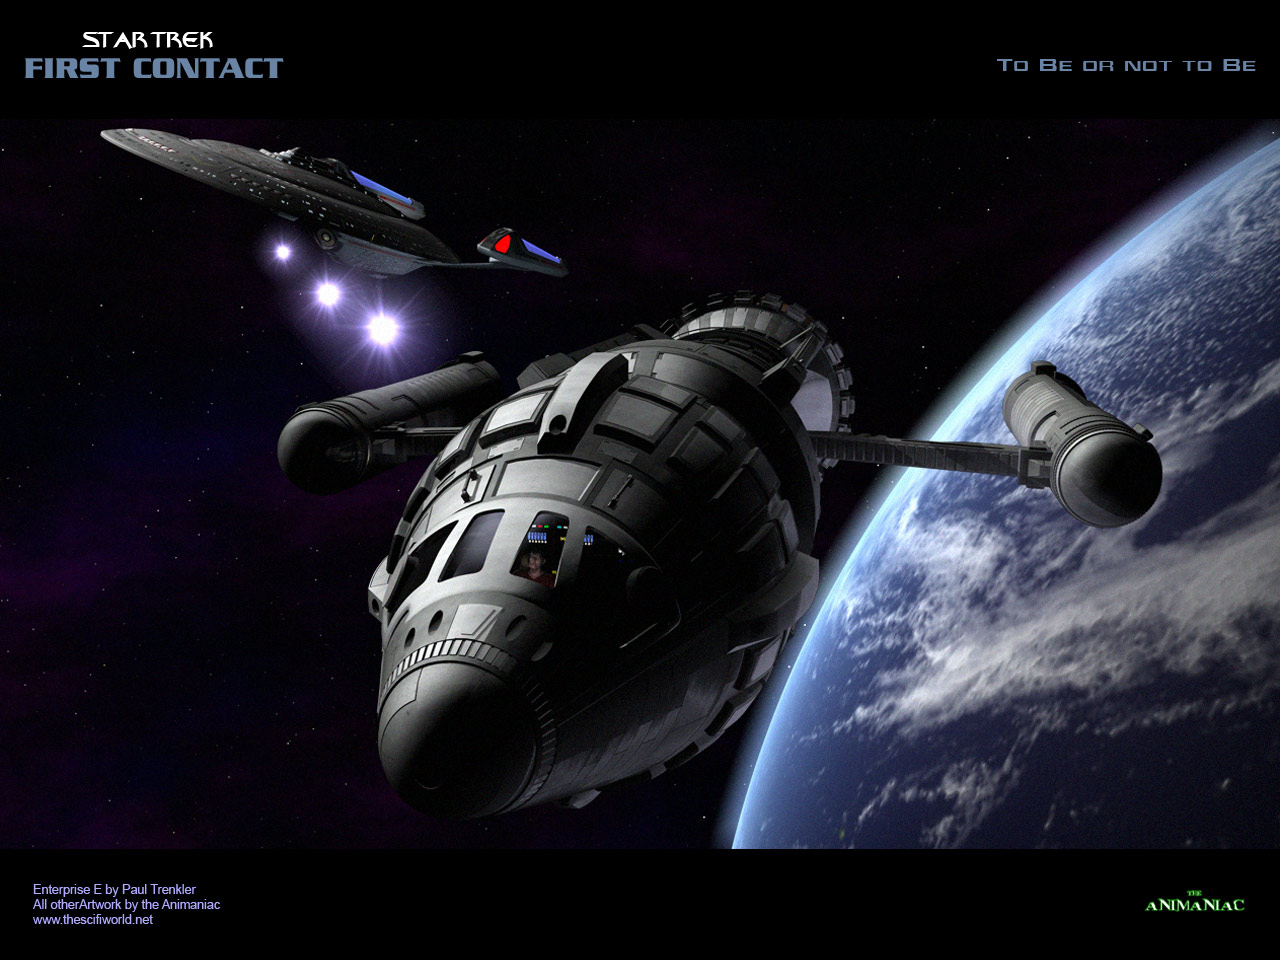 STAR TREK
FIRST CONTACT
TO BE OR NOT TO BE
Enterprise E by Paul Trenkler
All otherArtwork by the Animaniac
www.thescifiworld.net
THE
ANIMANIAC